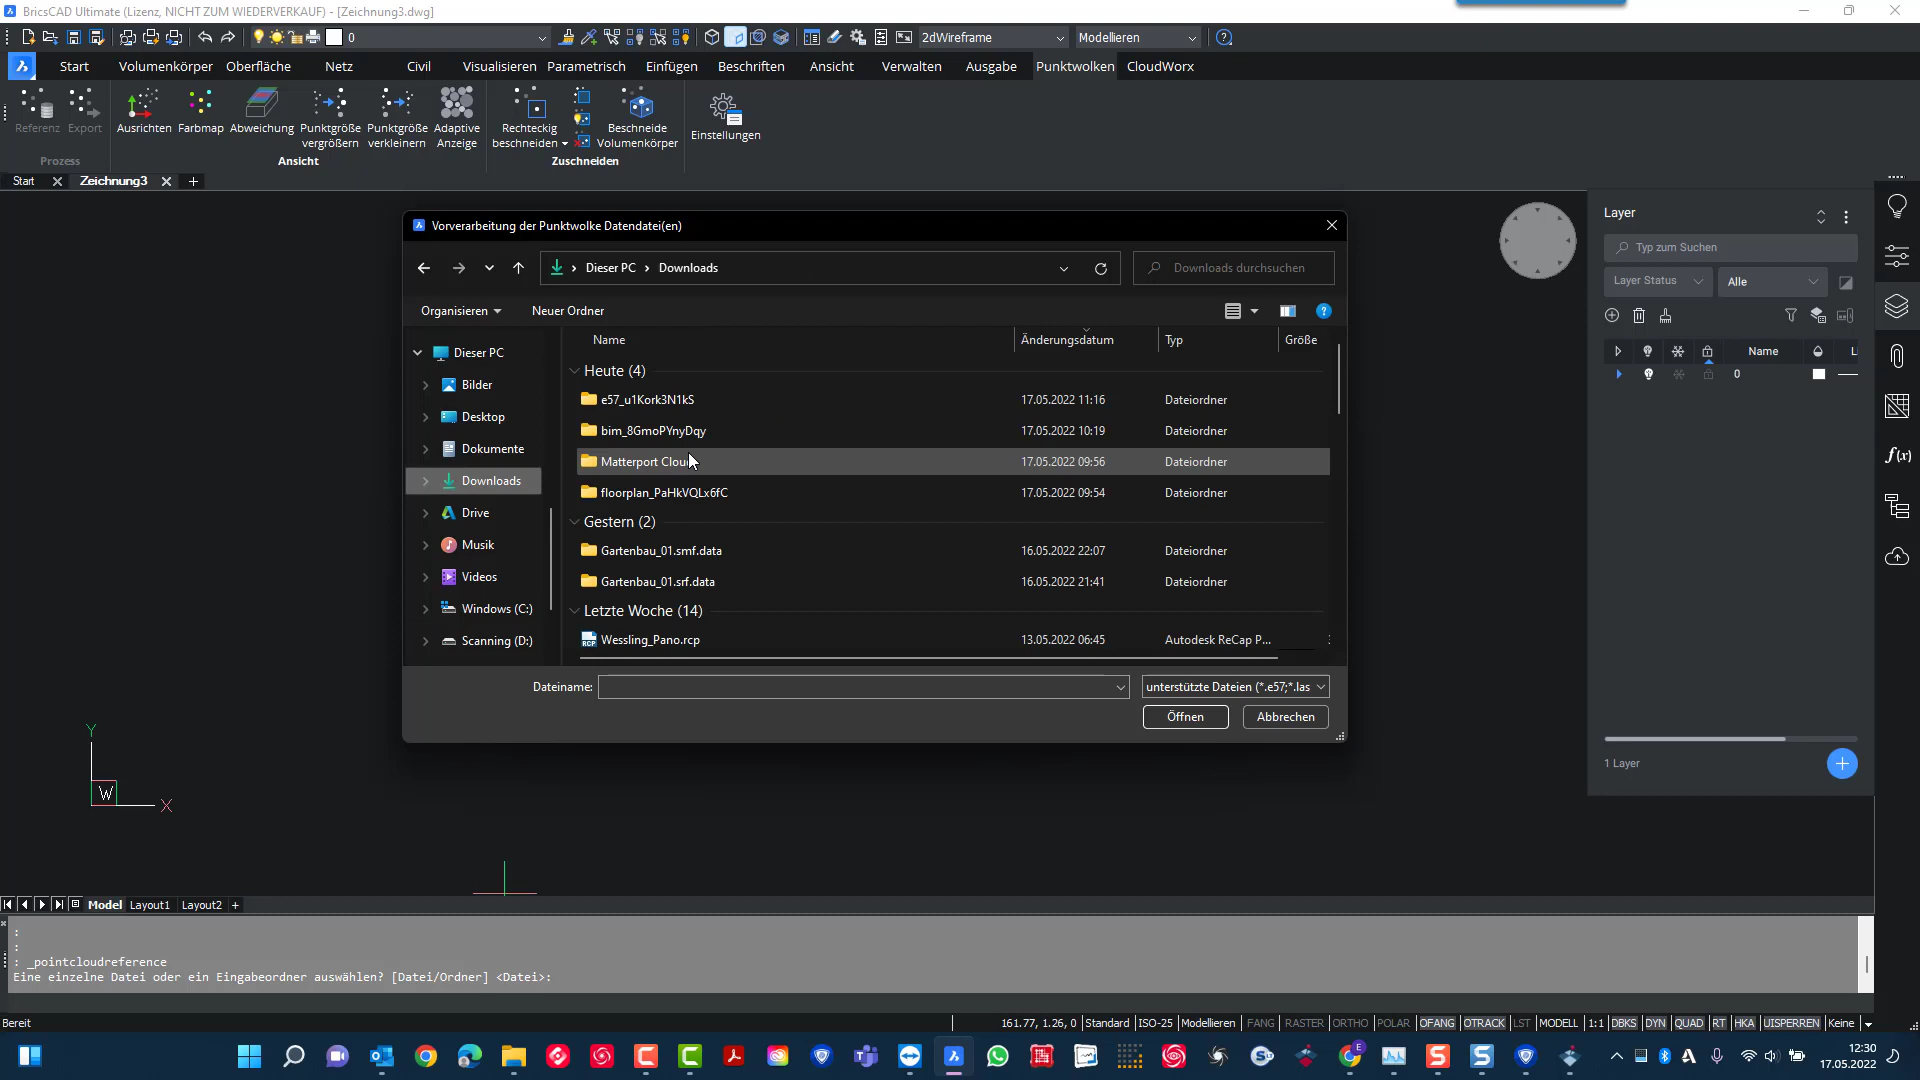 BricsCAD Ultimate (Lizenz, NICHT ZUM WIEDERVERKAUF) - [Zeichnung3.dwg]
0
2dWireframe
Modellieren
Start
Volumenkörper
Oberfläche
Netz
Civil
Visualisieren
Parametrisch
Einfügen
Beschriften
Ansicht
Verwalten
Ausgabe
Punktwolken
CloudWorx
Referenz
Export
Ausrichten
Farbmap
Abweichung
Punktgröße vergrößern
Punktgröße verkleinern
Adaptive Anzeige
Rechteckig beschneiden
Beschneide Volumenkörper
Einstellungen
Prozess
Ansicht
Zuschneiden
Start
Zeichnung3
Vorverarbeitung der Punktwolke Datendatei(en)
Dieser PC
Downloads
Downloads durchsuchen
Organisieren
Neuer Ordner
Dieser PC
Bilder
Desktop
Dokumente
Downloads
Drive
Musik
Videos
Windows (C:)
Scanning (D:)
Name
Änderungsdatum
Typ
Größe
Heute (4)
e57_u1Kork3N1kS 17.05.2022 11:16 Dateiordner
bim_8GmoPYnyDqy 17.05.2022 10:19 Dateiordner
Matterport Cloud 17.05.2022 09:56 Dateiordner
floorplan_PaHkVQLx6fC 17.05.2022 09:54 Dateiordner
Gestern (2)
Gartenbau_01.smf.data 16.05.2022 22:07 Dateiordner
Gartenbau_01.srf.data 16.05.2022 21:41 Dateiordner
Letzte Woche (14)
Wessling_Pano.rcp 13.05.2022 06:45 Autodesk ReCap P...
Dateiname:
unterstützte Dateien (*.e57;*.las
Öffnen
Abbrechen
Layer
Typ zum Suchen
Layer Status
Alle
Name
0
1 Layer
Y
W
X
Model
Layout1
Layout2
:
:
: _pointcloudreference
Eine einzelne Datei oder ein Eingabeordner auswählen? [Datei/Ordner] <Datei>:
Bereit
161.77, 1.26, 0 Standard ISO-25 Modellieren FANG RASTER ORTHO POLAR OFANG OTRACK LST MODELL 1:1 DBKS DYN QUAD RT HKA UISPERREN Keine
12:30
17.05.2022